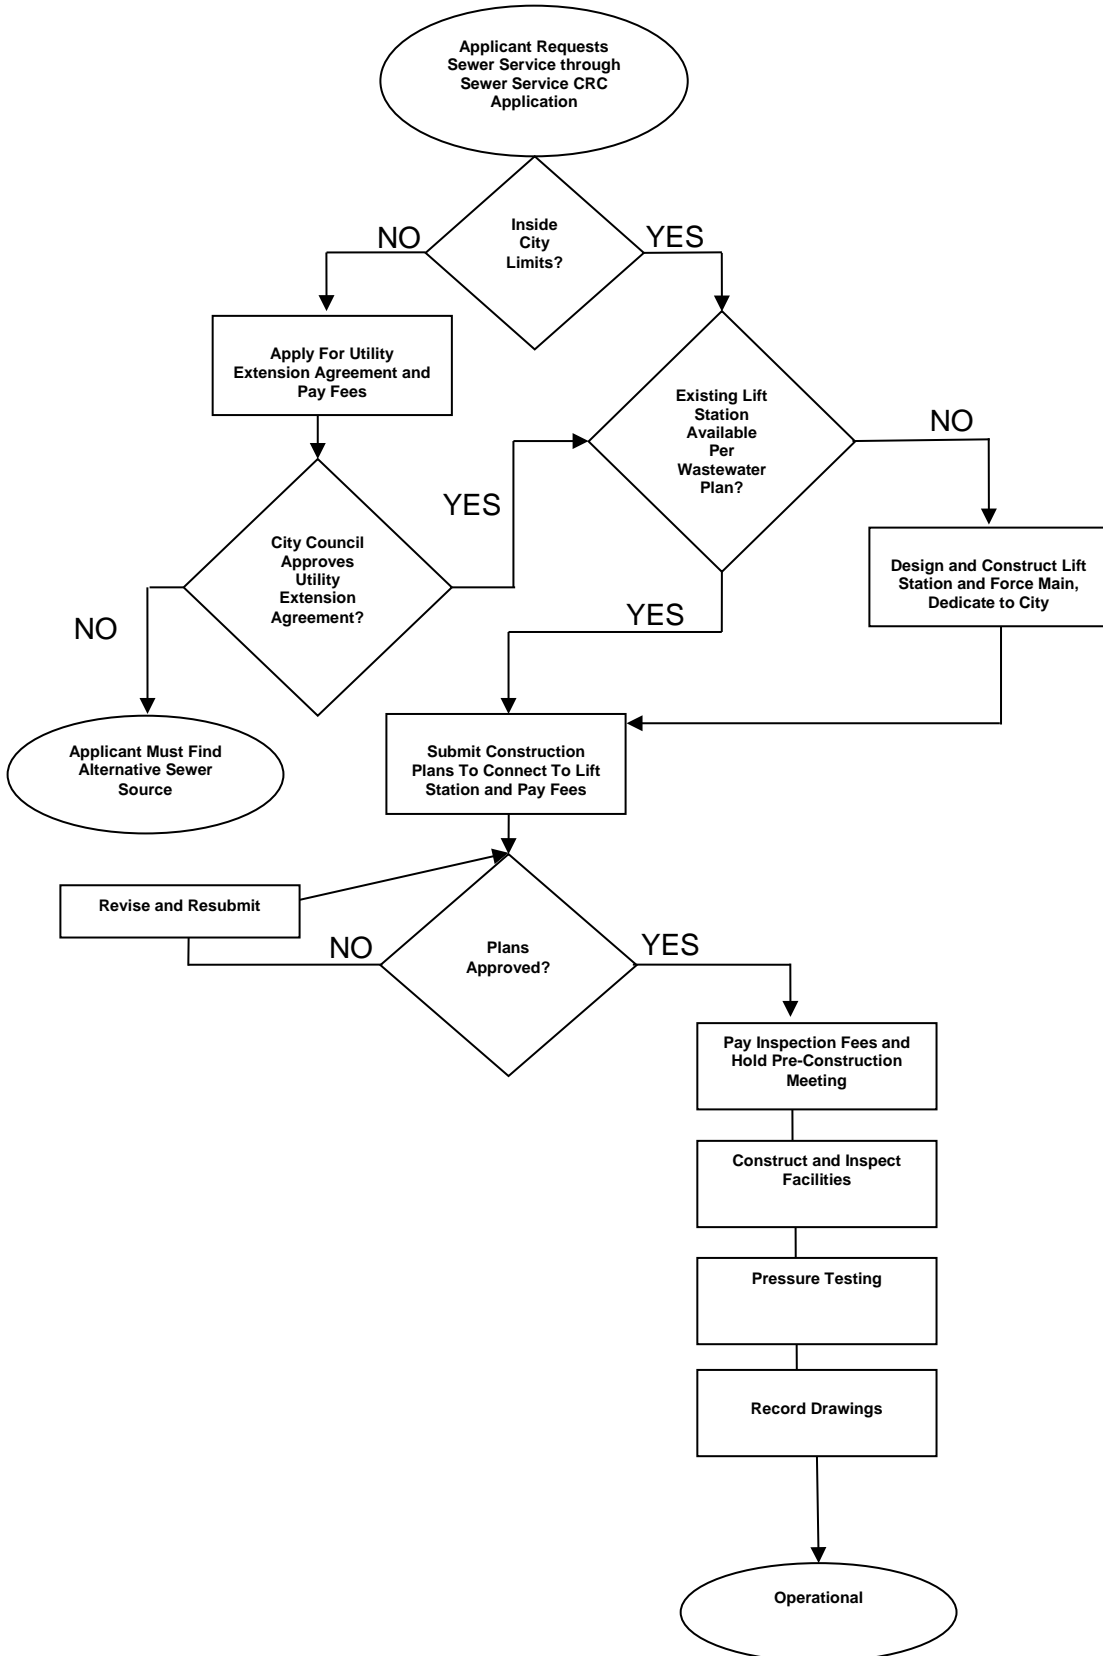 Applicant Requests
Sewer Service through
Sewer Service CRC
Application
Inside
City
Limits?
NO
YES
Apply For Utility
Extension Agreement and
Pay Fees
Existing Lift
Station
Available
Per
Wastewater
Plan?
NO
YES
City Council
Approves
Utility
Extension
Agreement?
Design and Construct Lift
Station and Force Main,
Dedicate to City
NO
YES
Applicant Must Find
Alternative Sewer
Source
Submit Construction
Plans To Connect To Lift
Station and Pay Fees
Revise and Resubmit
NO
Plans
Approved?
YES
Pay Inspection Fees and
Hold Pre-Construction
Meeting
Construct and Inspect
Facilities
Pressure Testing
Record Drawings
Operational